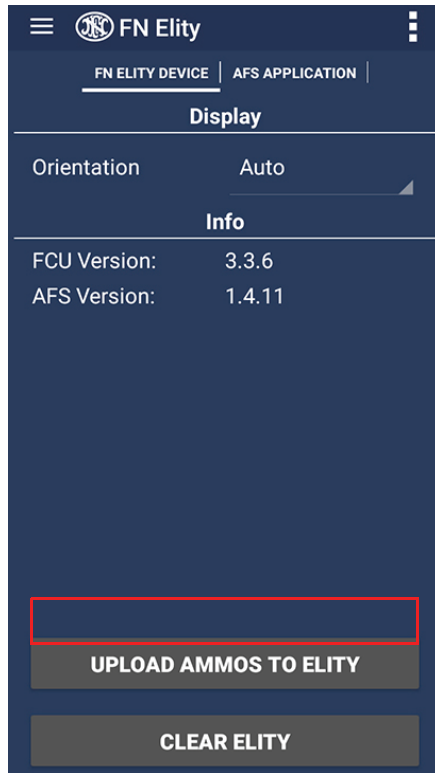 FN Elity
FN ELITY DEVICE | AFS APPLICATION |
Display
Orientation Auto
Info
FCU Version: 3.3.6
AFS Version: 1.4.11
UPLOAD AMMOS TO ELITY
CLEAR ELITY